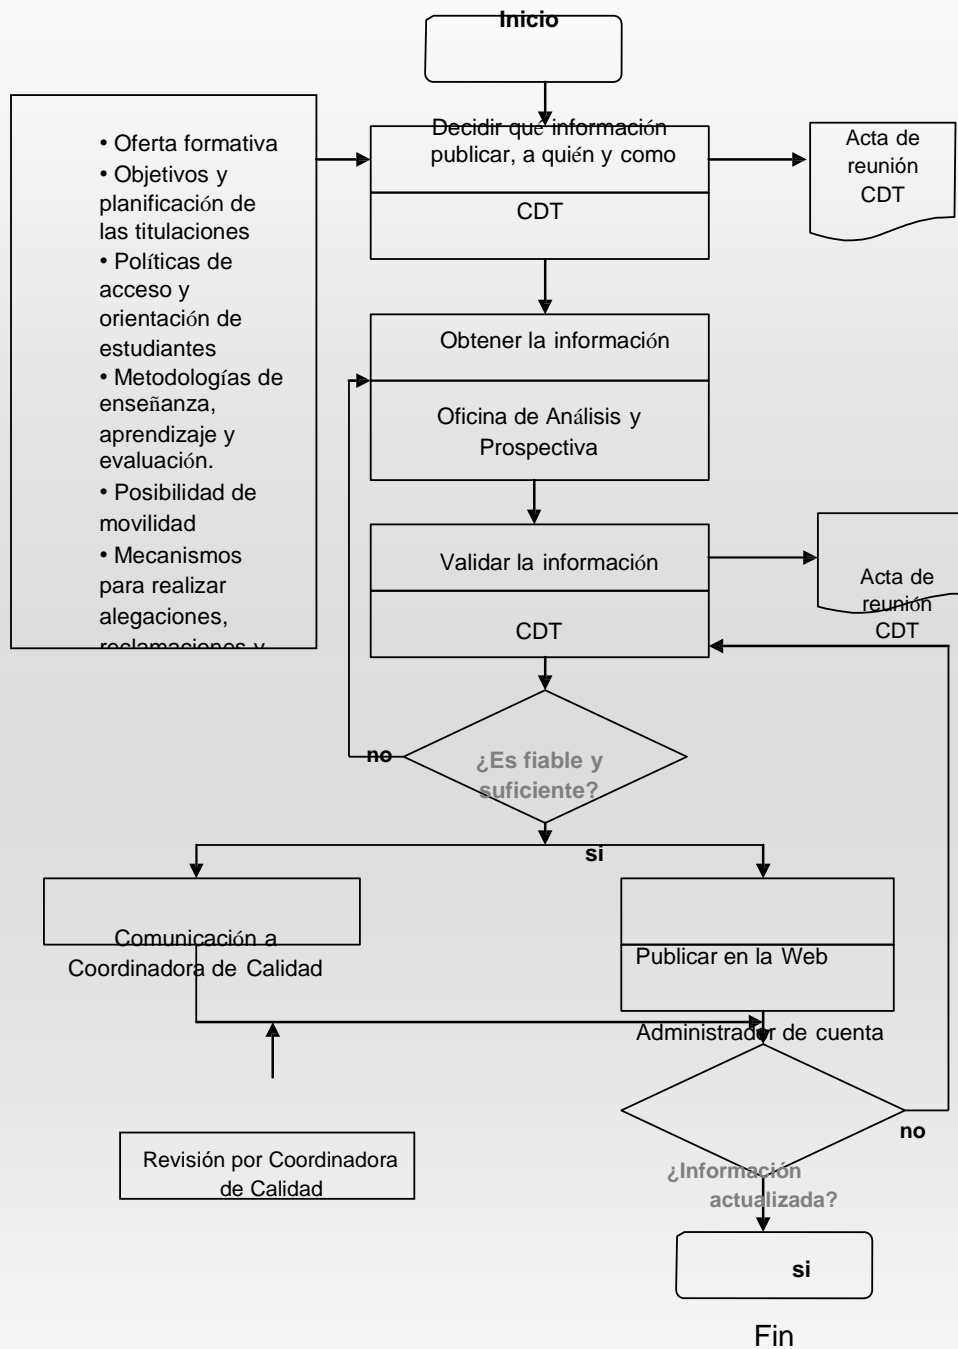 Inicio
• Oferta formativa
• Objetivos y
planificación de
las titulaciones
• Políticas de
acceso y
orientación de
estudiantes
• Metodologías de
enseñanza,
aprendizaje y
evaluación.
• Posibilidad de
movilidad
• Mecanismos
para realizar
alegaciones,
reclamaciones y
Decidir qué información
publicar, a quién y como
CDT
Acta de
reunión
CDT
Obtener la información
Oficina de Análisis y
Prospectiva
Validar la información
CDT
Acta de
reunión
CDT
no
¿Es fiable y
suficiente?
si
Comunicación a
Coordinadora de Calidad
Publicar en la Web
Administrador de cuenta
Revisión por Coordinadora
de Calidad
no
¿Información
actualizada?
si
Fin